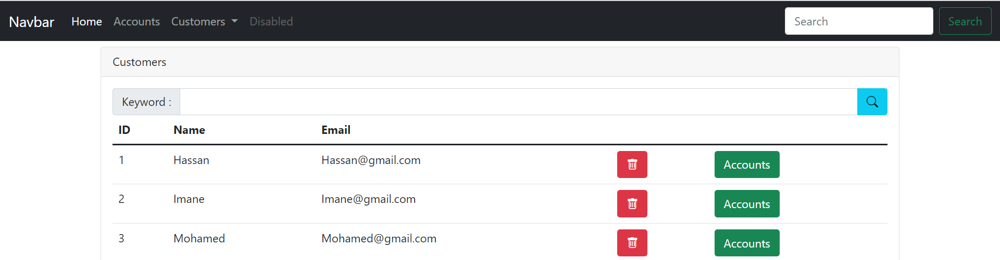 Navbar Home Accounts Customers Disabled Search Search
Customers
Keyword :
ID Name Email
1 Hassan Hassan@gmail.com Accounts
2 Imane Imane@gmail.com Accounts
3 Mohamed Mohamed@gmail.com Accounts